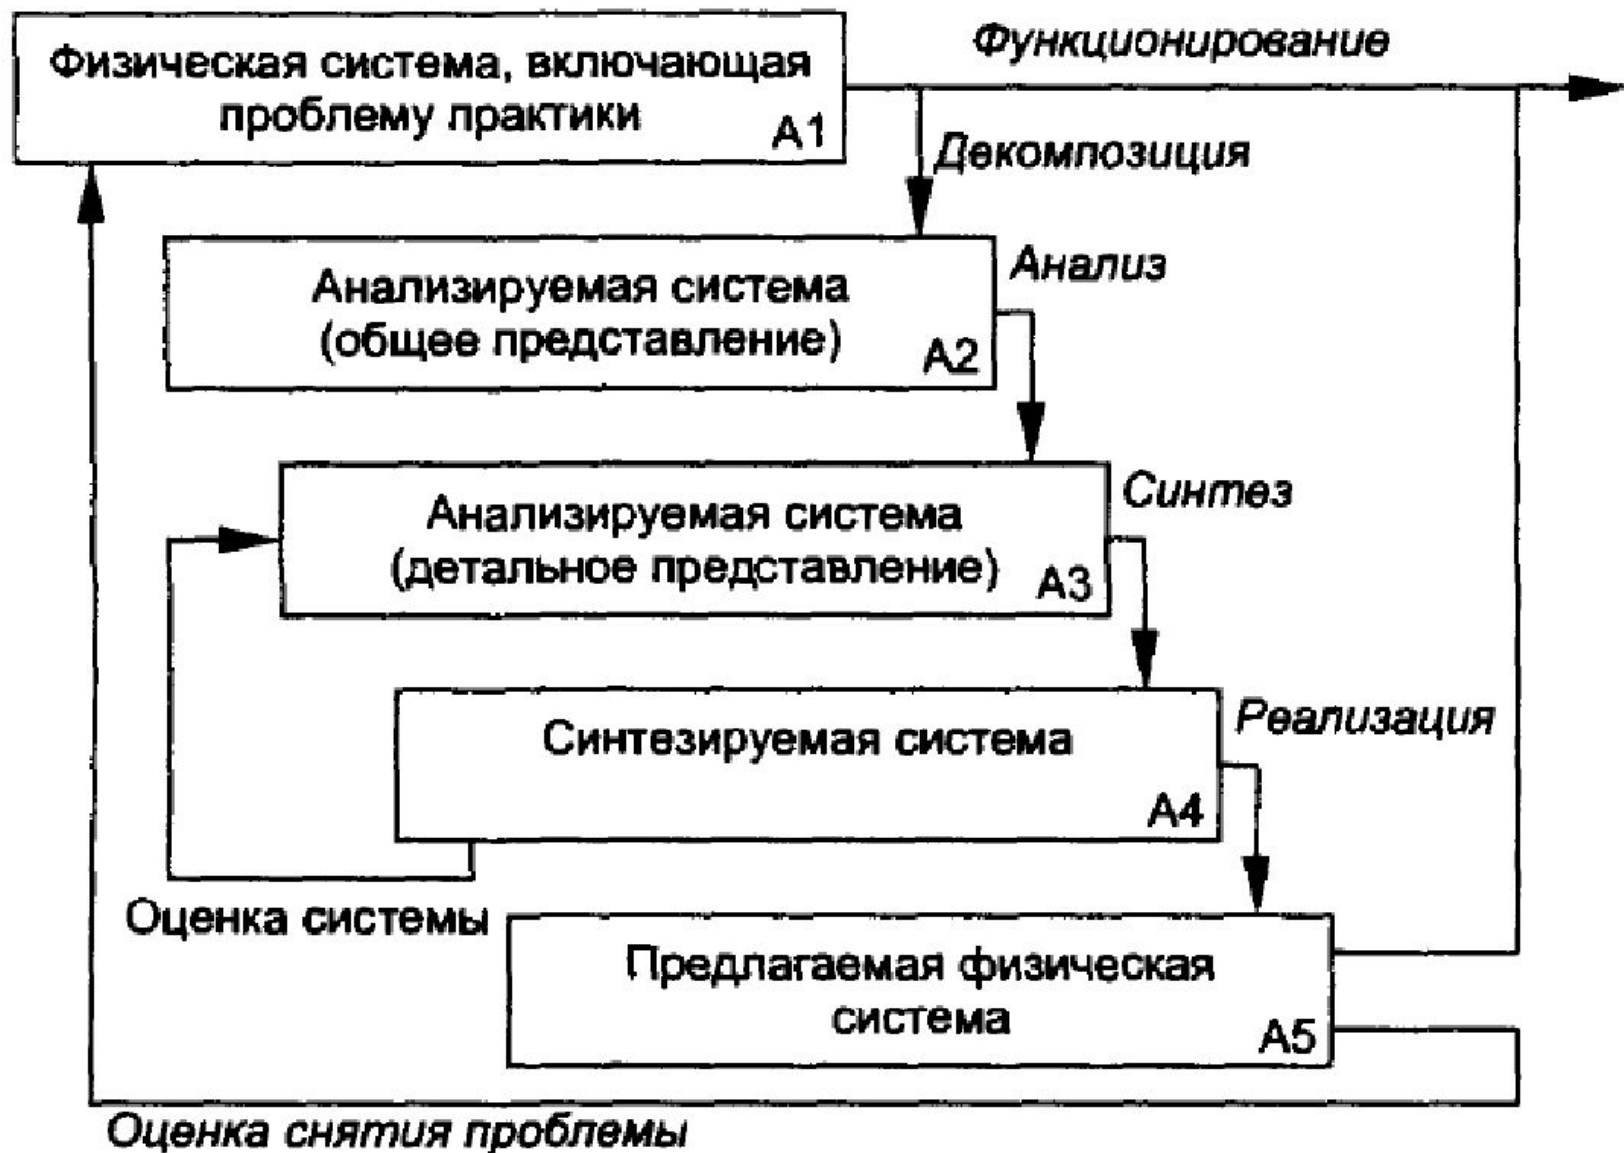 Физическая система, включающая
проблему практики
А1
Функционирование
Декомпозиция
Анализируемая система
(общее представление)
А2
Анализ
Анализируемая система
(детальное представление)
А3
Синтез
Синтезируемая система
А4
Реализация
Оценка системы
Предлагаемая физическая
система
А5
Оценка снятия проблемы